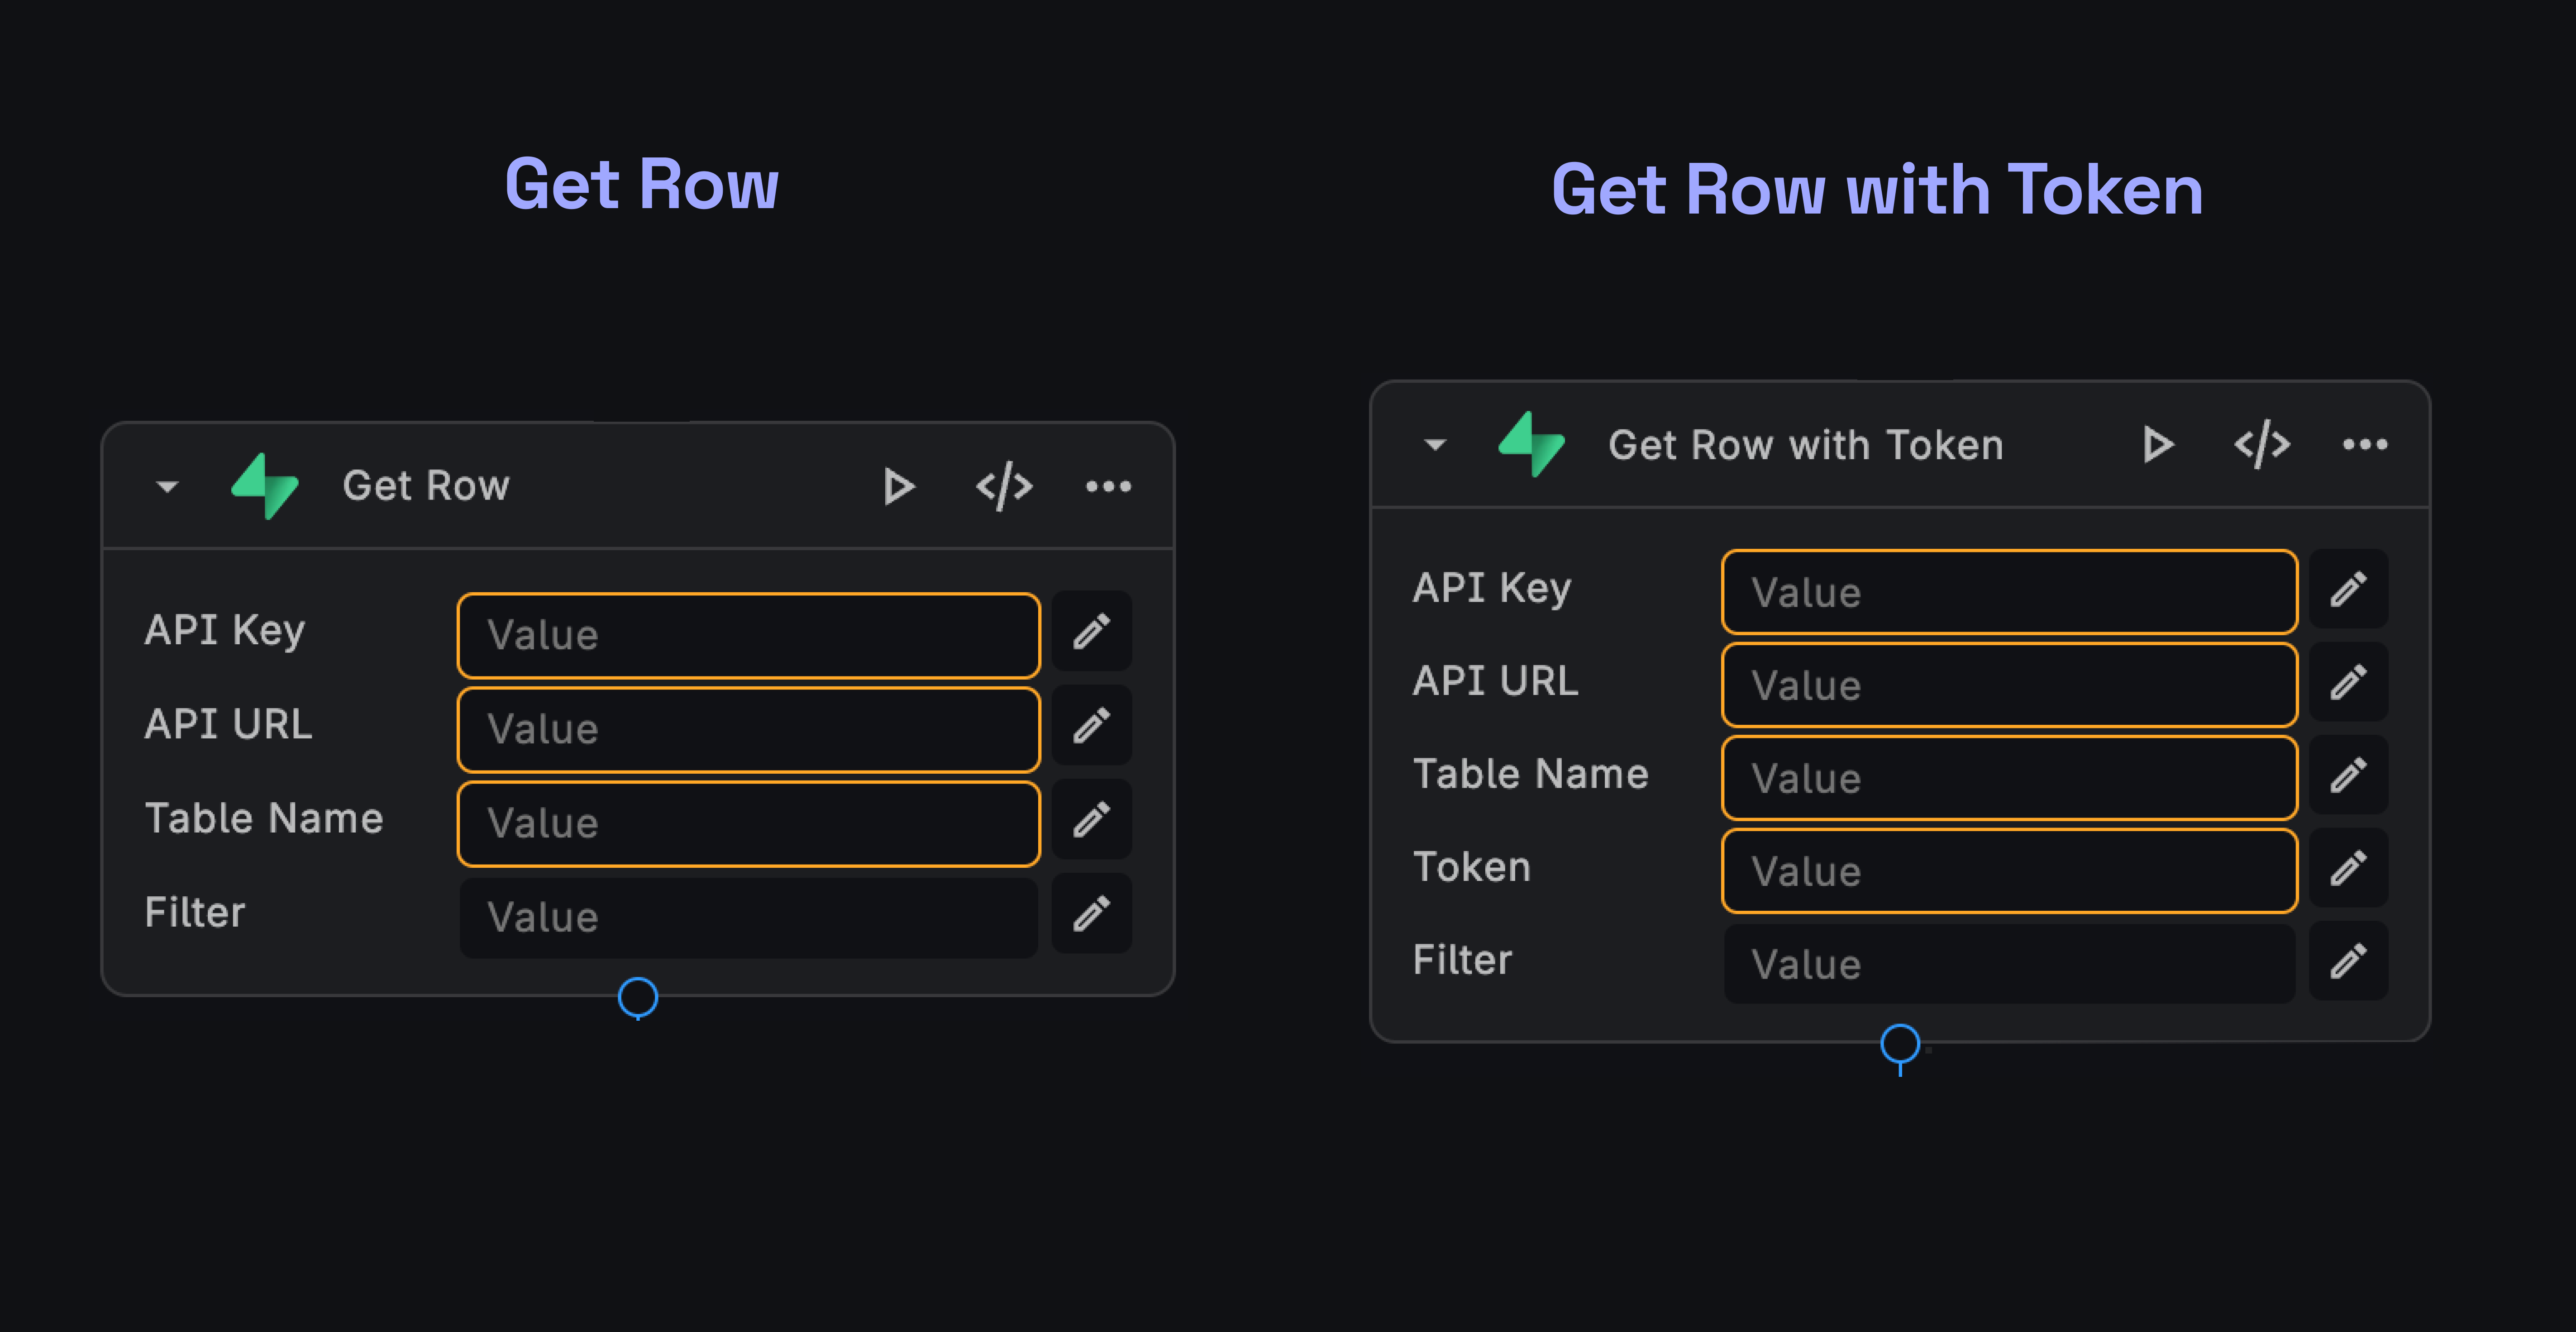 Get Row
Get Row
API Key
Value
API URL
Value
Table Name
Value
Filter
Value
Get Row with Token
Get Row with Token
API Key
Value
API URL
Value
Table Name
Value
Token
Value
Filter
Value